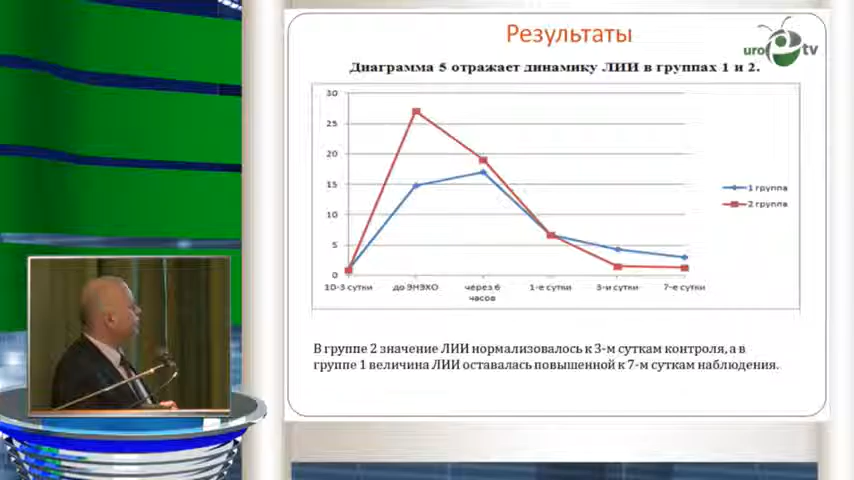 Результаты
uro
tv
Диаграмма 5 отражает динамику ЛИИ в группах 1 и 2.
30
25
20
15
10
5
0
10-3 сутки
до ЭНЭХО
через 6
часов
1-е сутки
3-и сутки
7-е сутки
1 группа
2 группа
В группе 2 значение ЛИИ нормализовалось к 3-м суткам контроля, а в
группе 1 величина ЛИИ оставалась повышенной к 7-м суткам наблюдения.